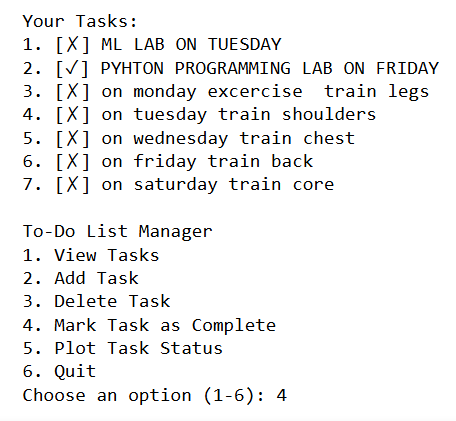 Your Tasks:
1. [✗] ML LAB ON TUESDAY
2. [✓] PYHTON PROGRAMMING LAB ON FRIDAY
3. [✗] on monday excercise  train legs
4. [✗] on tuesday train shoulders
5. [✗] on wednesday train chest
6. [✗] on friday train back
7. [✗] on saturday train core
To-Do List Manager
1. View Tasks
2. Add Task
3. Delete Task
4. Mark Task as Complete
5. Plot Task Status
6. Quit
Choose an option (1-6): 4